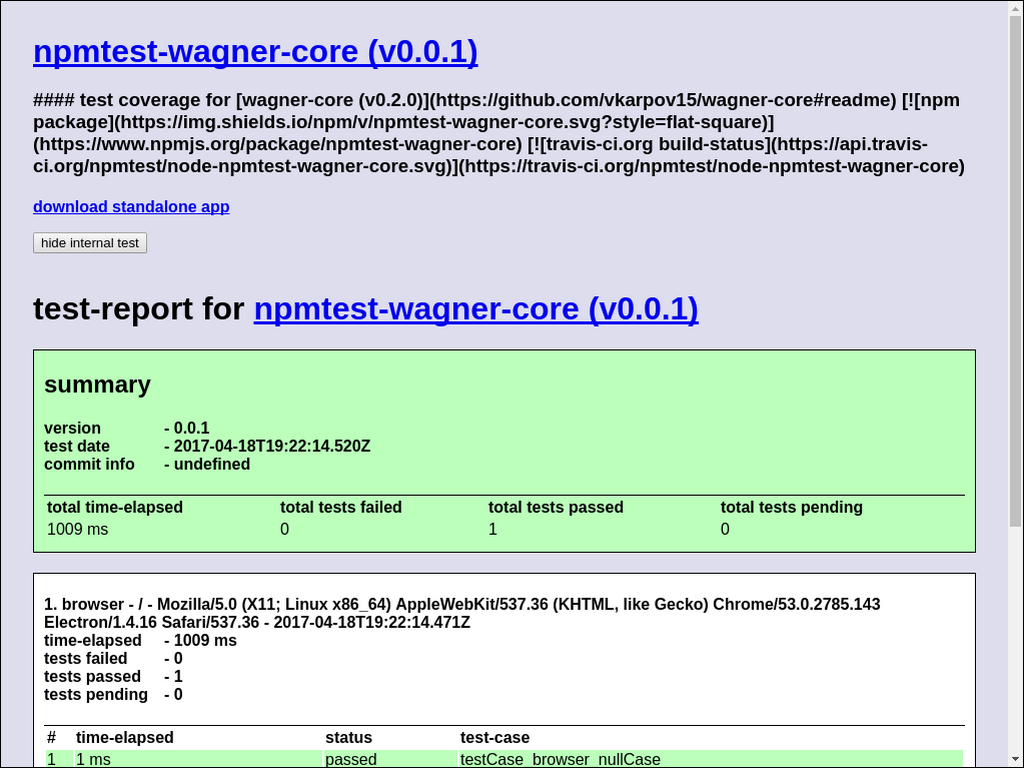 npmtest-wagner-core (v0.0.1)
#### test coverage for [wagner-core (v0.2.0)](https://github.com/vkarpov15/wagner-core#readme) [![npm
package](https://img.shields.io/npm/v/npmtest-wagner-core.svg?style=flat-square)]
(https://www.npmjs.org/package/npmtest-wagner-core) [![travis-ci.org build-status](https://api.travis-
ci.org/npmtest/node-npmtest-wagner-core.svg)](https://travis-ci.org/npmtest/node-npmtest-wagner-core)
download standalone app
hide internal test
test-report for npmtest-wagner-core (v0.0.1)
summary
version - 0.0.1
test date - 2017-04-18T19:22:14.520Z
commit info - undefined
total time-elapsed total tests failed total tests passed total tests pending
1009 ms 0 1 0
1. browser - / - Mozilla/5.0 (X11; Linux x86_64) AppleWebKit/537.36 (KHTML, like Gecko) Chrome/53.0.2785.143
Electron/1.4.16 Safari/537.36 - 2017-04-18T19:22:14.471Z
time-elapsed - 1009 ms
tests failed - 0
tests passed - 1
tests pending - 0
# time-elapsed status test-case
1 1 ms passed testCase_browser_nullCase